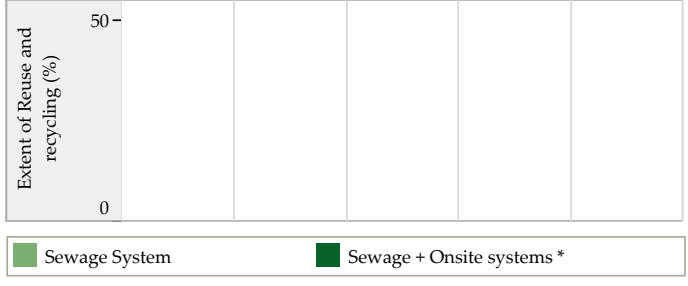 Extent of Reuse and
recycling (%)
50
0
Sewage System
Sewage + Onsite systems *